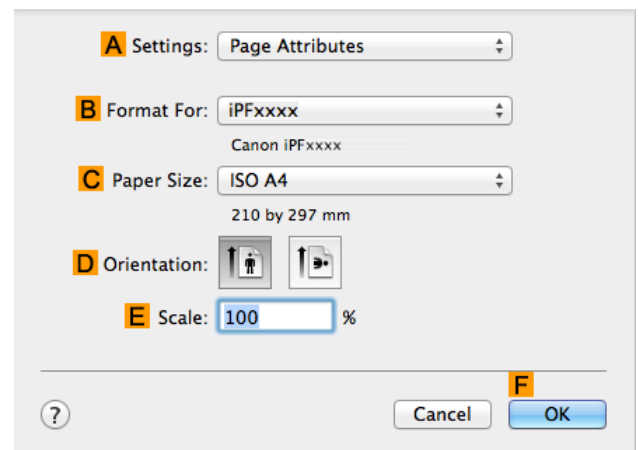 A Settings: Page Attributes
B Format For: iPFxxxx
Canon iPFxxxx
C Paper Size: ISO A4
210 by 297 mm
D Orientation:
E Scale: 100 %
F
? Cancel OK